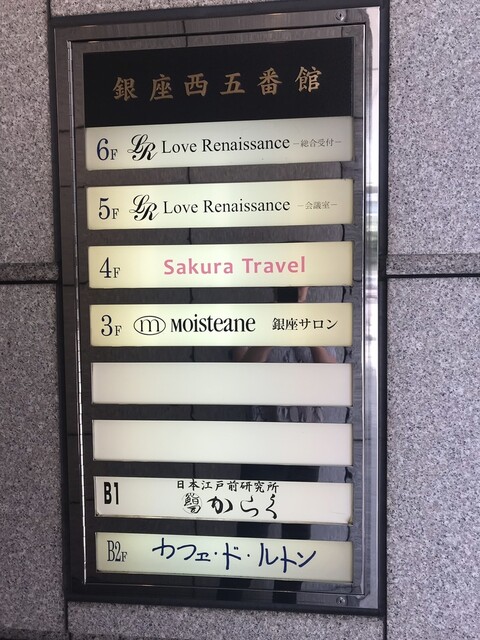 銀座西五番館
6F LR Love Renaissance －総合受付－
5F LR Love Renaissance －会議室－
4F Sakura Travel
3F m MOISTEANE 銀座サロン
日本江戸前研究所
B1 鮨 からく
B2F カフェ・ド・ルトン